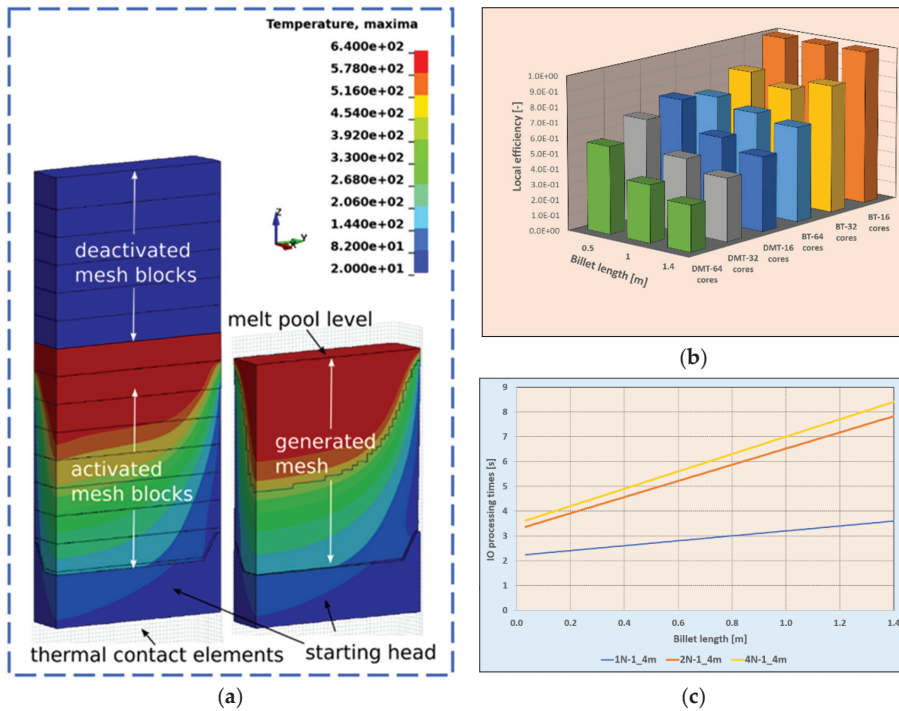 Temperature, maxima
6.400e+02
5.780e+02
5.160e+02
4.540e+02
3.920e+02
3.300e+02
2.680e+02
2.060e+02
1.440e+02
8.200e+01
2.000e+01
Z
Y
X
deactivated
mesh blocks
melt pool level
activated
mesh blocks
generated
mesh
thermal contact elements
starting head
(a)
Local efficiency [-]
1.0E+00
9.0E-01
8.0E-01
7.0E-01
6.0E-01
5.0E-01
4.0E-01
3.0E-01
2.0E-01
1.0E-01
0.0E+00
0.5
1
1.4
Billet length [m]
DMT-64
cores
DMT-32
cores
DMT-16
cores
BT-64
cores
BT-32
cores
BT-16
cores
(b)
IO processing times [s]
9
8
7
6
5
4
3
2
1
0
0.0 0.2 0.4 0.6 0.8 1.0 1.2 1.4
Billet length [m]
1N-1_4m 2N-1_4m 4N-1_4m
(c)